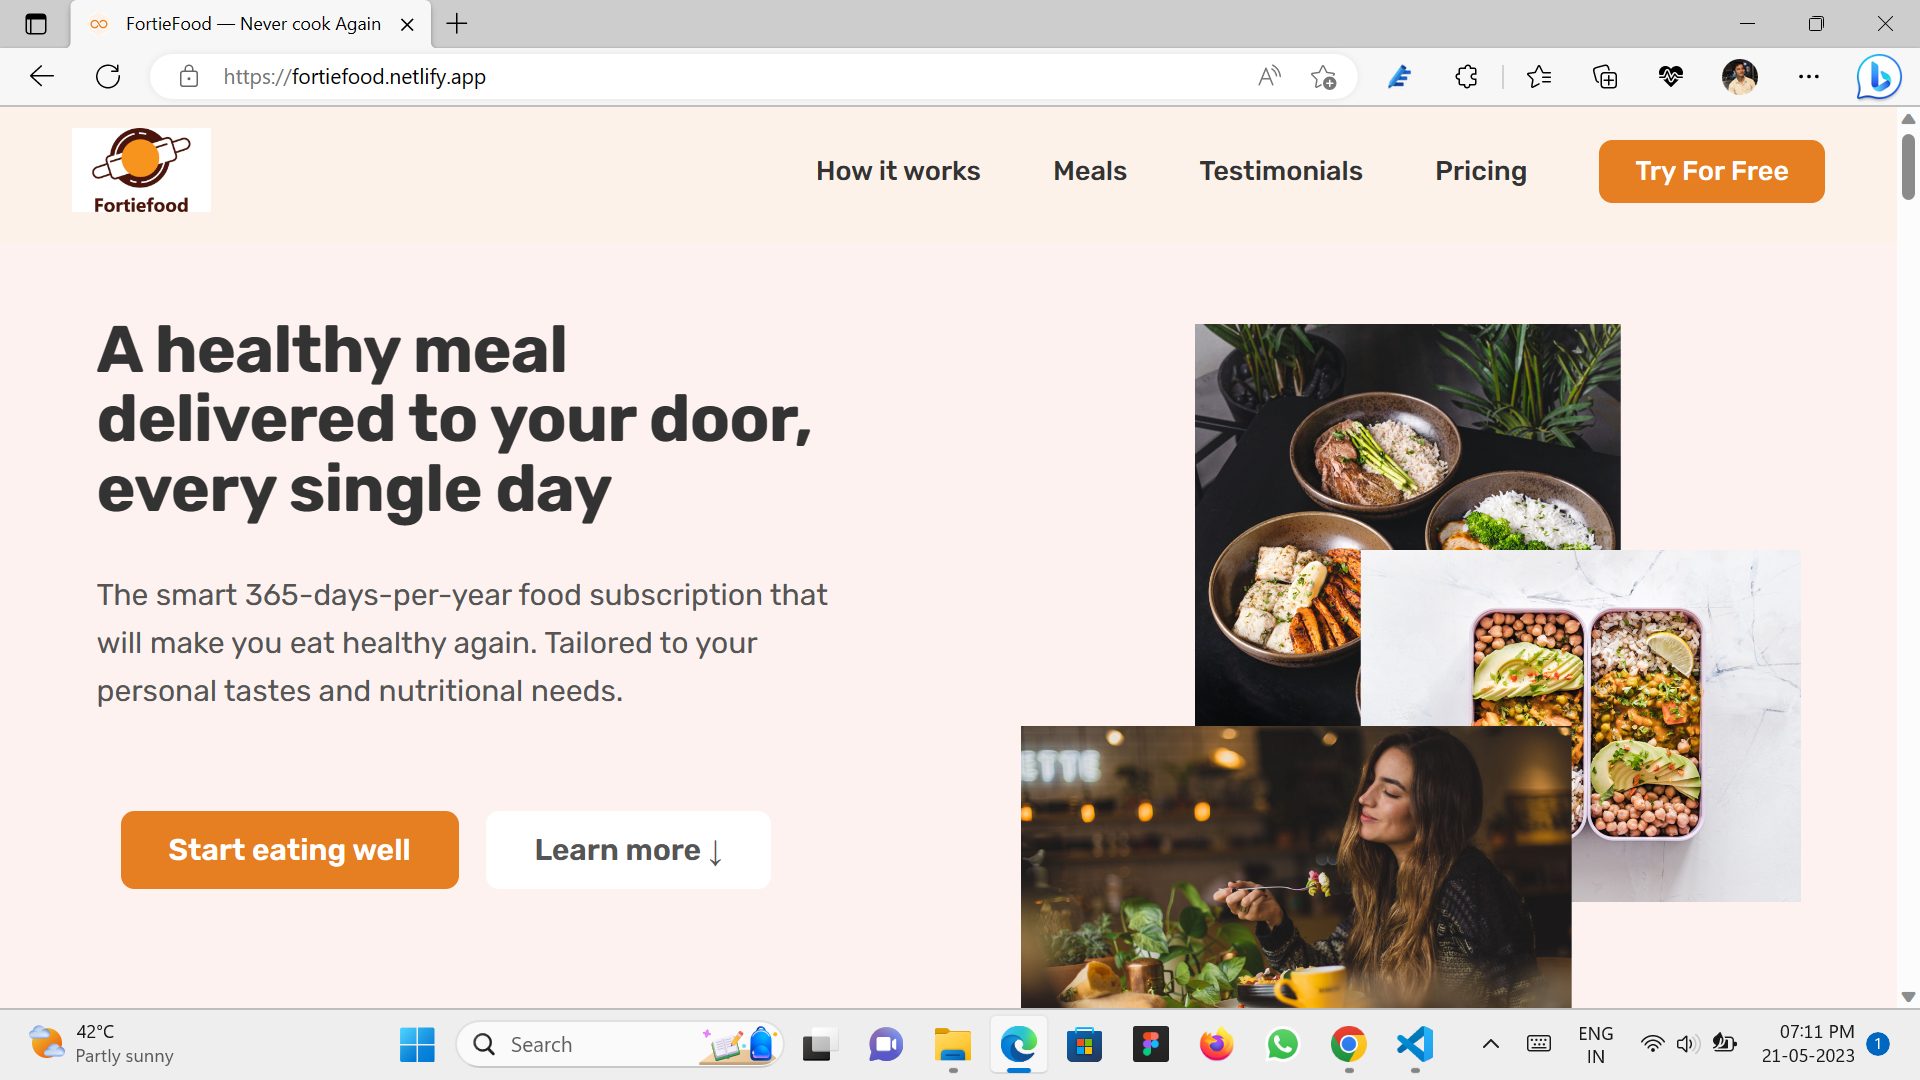 FortieFood — Never cook Again
https://fortiefood.netlify.app
Fortiefood
How it works
Meals
Testimonials
Pricing
Try For Free
A healthy meal
delivered to your door,
every single day
The smart 365-days-per-year food subscription that
will make you eat healthy again. Tailored to your
personal tastes and nutritional needs.
Start eating well
Learn more ↓
ETTE
42°C
Partly sunny
Search
ENG
IN
07:11 PM
21-05-2023
1